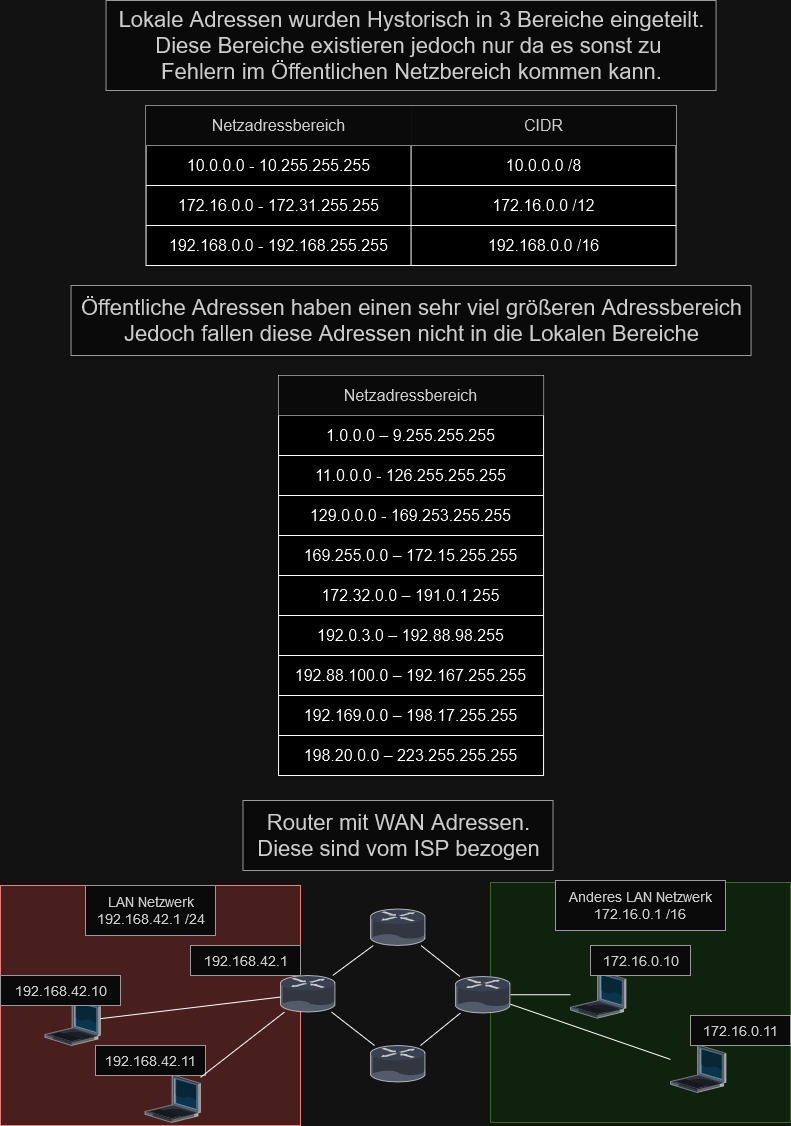 Lokale Adressen wurden Hystorisch in 3 Bereiche eingeteilt.
Diese Bereiche existieren jedoch nur da es sonst zu
Fehlern im Öffentlichen Netzbereich kommen kann.
Netzadressbereich CIDR
10.0.0.0 - 10.255.255.255 10.0.0.0 /8
172.16.0.0 - 172.31.255.255 172.16.0.0 /12
192.168.0.0 - 192.168.255.255 192.168.0.0 /16
Öffentliche Adressen haben einen sehr viel größeren Adressbereich
Jedoch fallen diese Adressen nicht in die Lokalen Bereiche
Netzadressbereich
1.0.0.0 – 9.255.255.255
11.0.0.0 - 126.255.255.255
129.0.0.0 - 169.253.255.255
169.255.0.0 – 172.15.255.255
172.32.0.0 – 191.0.1.255
192.0.3.0 – 192.88.98.255
192.88.100.0 – 192.167.255.255
192.169.0.0 – 198.17.255.255
198.20.0.0 – 223.255.255.255
Router mit WAN Adressen.
Diese sind vom ISP bezogen
LAN Netzwerk
192.168.42.1 /24
Anderes LAN Netzwerk
172.16.0.1 /16
192.168.42.1
172.16.0.10
192.168.42.10
172.16.0.11
192.168.42.11